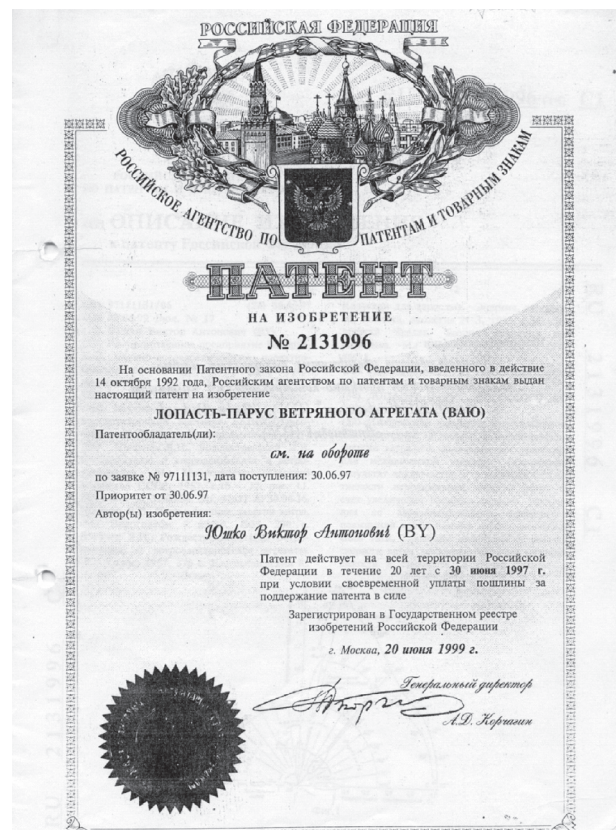 РОССИЙСКАЯ ФЕДЕРАЦИЯ
РОССИЙСКОЕ АГЕНТСТВО ПО ПАТЕНТАМ И ТОВАРНЫМ ЗНАКАМ
ПАТЕНТ
НА ИЗОБРЕТЕНИЕ
№ 2131996
На основании Патентного закона Российской Федерации, введенного в действие
14 октября 1992 года, Российским агентством по патентам и товарным знакам выдан
настоящий патент на изобретение
ЛОПАСТЬ-ПАРУС ВЕТРЯНОГО АГРЕГАТА (ВАЮ)
Патентообладатель(ли):
см. на обороте
по заявке № 97111131, дата поступления: 30.06.97
Приоритет от 30.06.97
Автор(ы) изобретения:
Юшко Виктор Антонович (BY)
Патент действует на всей территории Российской
Федерации в течение 20 лет с 30 июня 1997 г.
при условии своевременной уплаты пошлины за
поддержание патента в силе
Зарегистрирован в Государственном реестре
изобретений Российской Федерации
г. Москва, 20 июня 1999 г.
Генеральный директор
А.Д. Корчагин
RU 2131996 C1